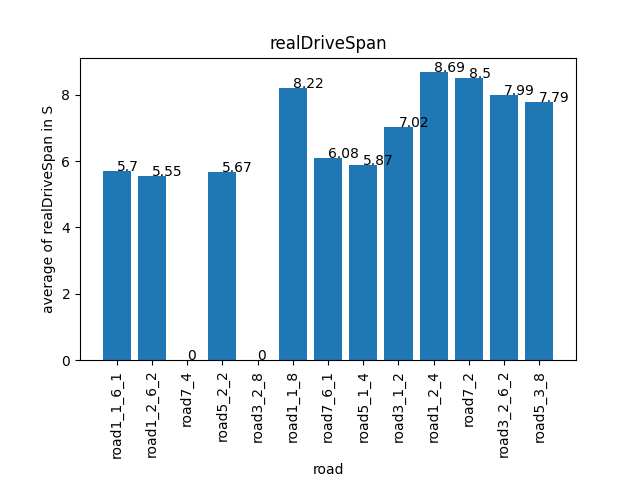 realDriveSpan
average of realDriveSpan in S
8
6
4
2
0
5.7
5.55
0
5.67
0
8.22
6.08
5.87
7.02
8.69
8.5
7.99
7.79
road1_1_6_1
road1_2_6_2
road7_4
road5_2_2
road3_2_8
road1_1_8
road7_6_1
road5_1_4
road3_1_2
road1_2_4
road7_2
road3_2_6_2
road5_3_8
road